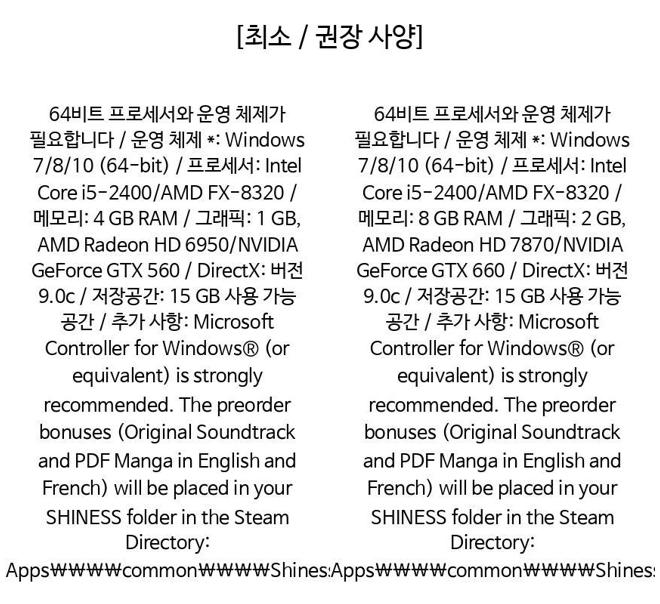 [최소 / 권장 사양]
64비트 프로세서와 운영 체제가
필요합니다 / 운영 체제 *: Windows
7/8/10 (64-bit) / 프로세서: Intel
Core i5-2400/AMD FX-8320 /
메모리: 4 GB RAM / 그래픽: 1 GB,
AMD Radeon HD 6950/NVIDIA
GeForce GTX 560 / DirectX: 버전
9.0c / 저장공간: 15 GB 사용 가능
공간 / 추가 사항: Microsoft
Controller for Windows® (or
equivalent) is strongly
recommended. The preorder
bonuses (Original Soundtrack
and PDF Manga in English and
French) will be placed in your
SHINESS folder in the Steam
Directory:
Apps₩₩₩₩common₩₩₩₩Shiness
64비트 프로세서와 운영 체제가
필요합니다 / 운영 체제 *: Windows
7/8/10 (64-bit) / 프로세서: Intel
Core i5-2400/AMD FX-8320 /
메모리: 8 GB RAM / 그래픽: 2 GB,
AMD Radeon HD 7870/NVIDIA
GeForce GTX 660 / DirectX: 버전
9.0c / 저장공간: 15 GB 사용 가능
공간 / 추가 사항: Microsoft
Controller for Windows® (or
equivalent) is strongly
recommended. The preorder
bonuses (Original Soundtrack
and PDF Manga in English and
French) will be placed in your
SHINESS folder in the Steam
Directory:
Apps₩₩₩₩common₩₩₩₩Shiness